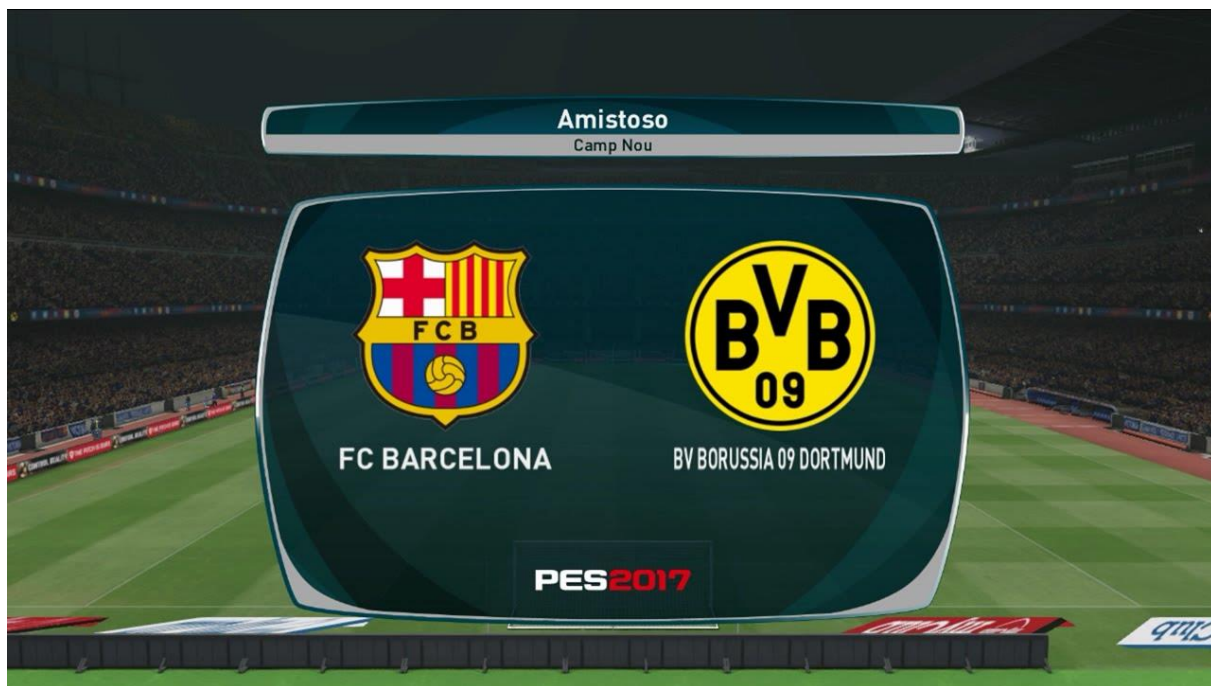 Amistoso
Camp Nou
FCB
BVB
09
FC BARCELONA
BV BORUSSIA 09 DORTMUND
PES2017